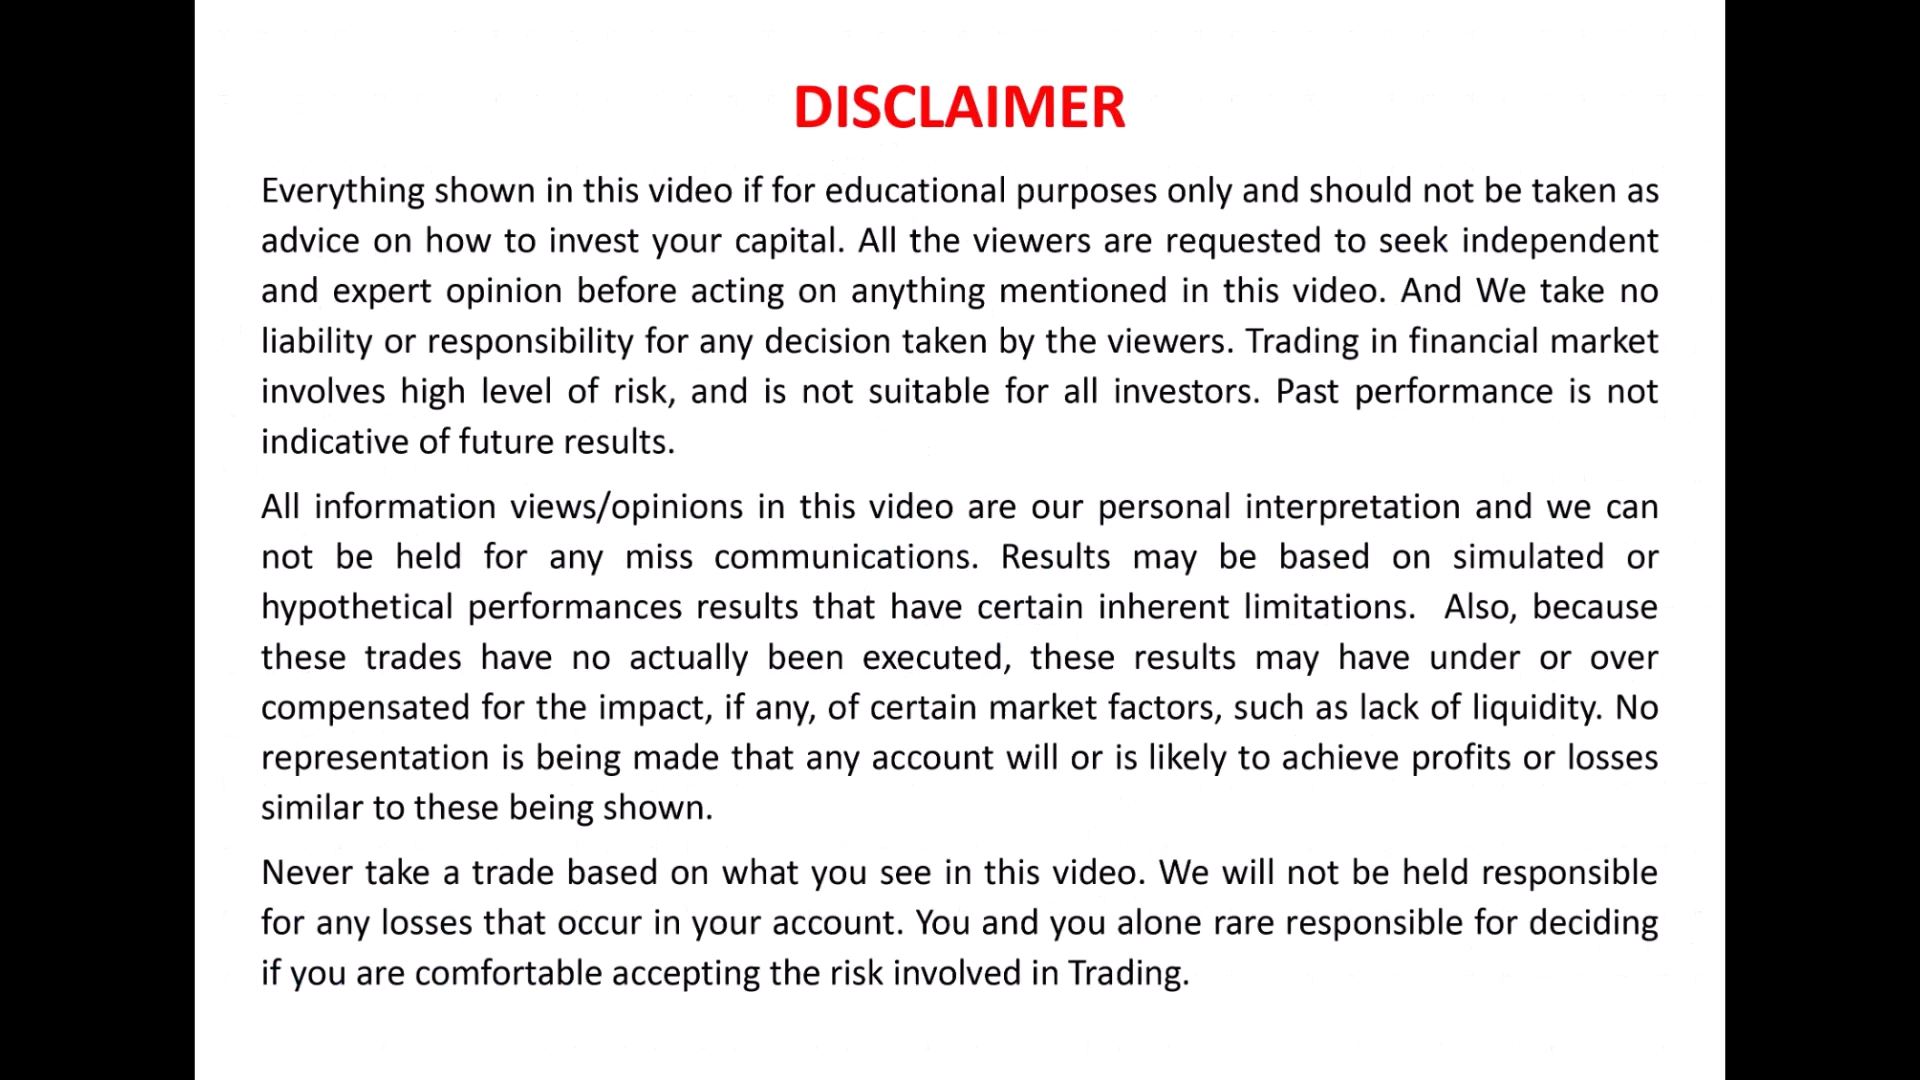 DISCLAIMER
Everything shown in this video if for educational purposes only and should not be taken as
advice on how to invest your capital. All the viewers are requested to seek independent
and expert opinion before acting on anything mentioned in this video. And We take no
liability or responsibility for any decision taken by the viewers. Trading in financial market
involves high level of risk, and is not suitable for all investors. Past performance is not
indicative of future results.
All information views/opinions in this video are our personal interpretation and we can
not be held for any miss communications. Results may be based on simulated or
hypothetical performances results that have certain inherent limitations. Also, because
these trades have no actually been executed, these results may have under or over
compensated for the impact, if any, of certain market factors, such as lack of liquidity. No
representation is being made that any account will or is likely to achieve profits or losses
similar to these being shown.
Never take a trade based on what you see in this video. We will not be held responsible
for any losses that occur in your account. You and you alone rare responsible for deciding
if you are comfortable accepting the risk involved in Trading.